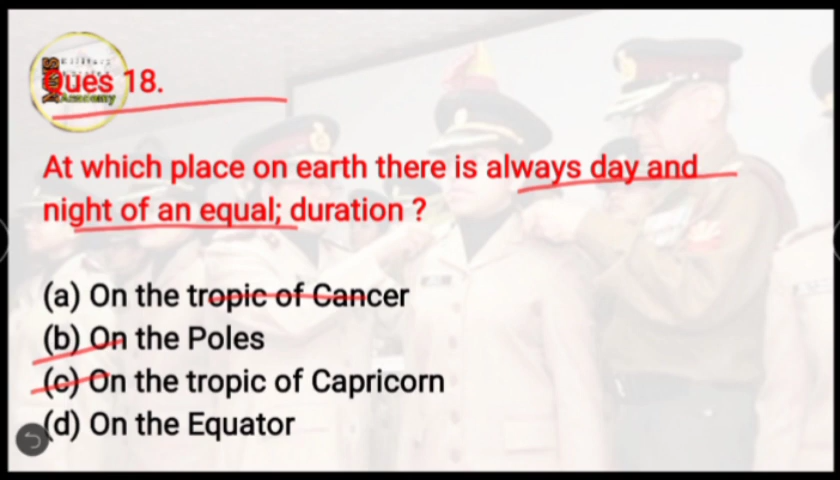 Ques 18.
At which place on earth there is always day and
night of an equal; duration ?
(a) On the tropic of Cancer
(b) On the Poles
(c) On the tropic of Capricorn
(d) On the Equator